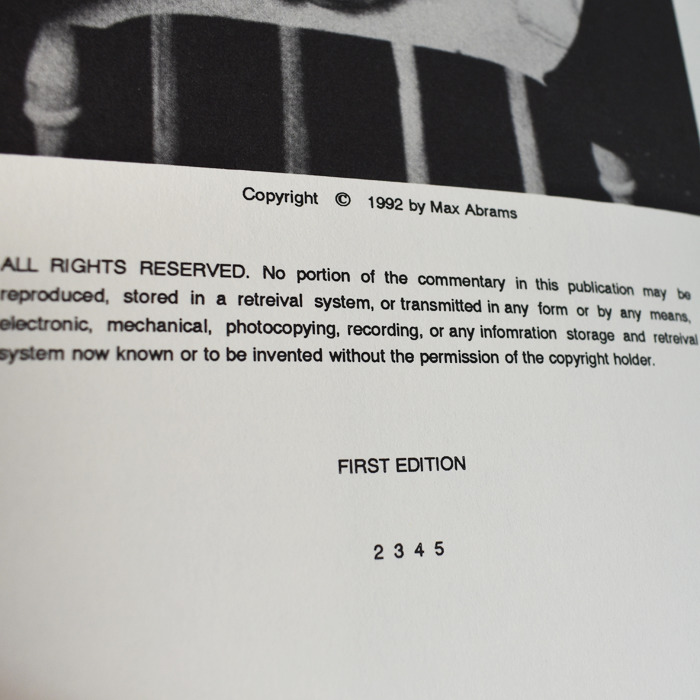 Copyright © 1992 by Max Abrams
ALL RIGHTS RESERVED. No portion of the commentary in this publication may be
reproduced, stored in a retreival system, or transmitted in any form or by any means,
electronic, mechanical, photocopying, recording, or any infomration storage and retreival
system now known or to be invented without the permission of the copyright holder.
FIRST EDITION
2 3 4 5